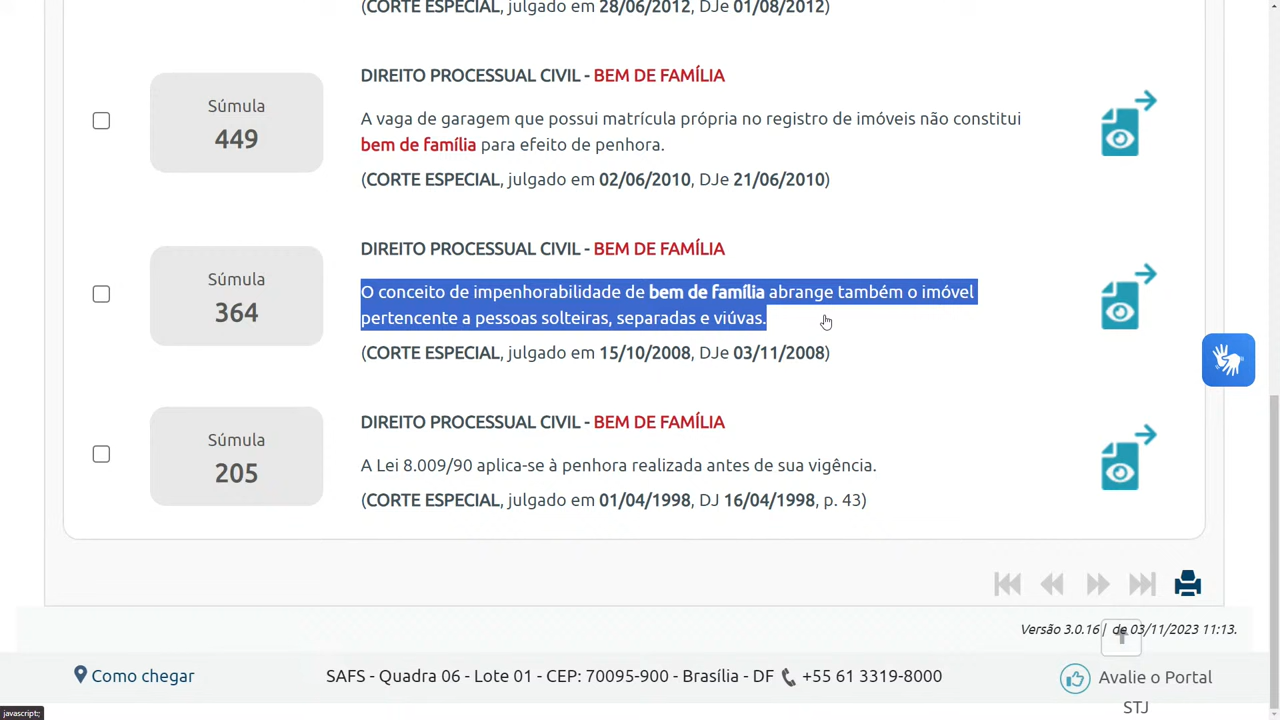 (CORTE ESPECIAL, julgado em 28/06/2012, DJe 01/08/2012)
DIREITO PROCESSUAL CIVIL - BEM DE FAMÍLIA
Súmula
449
A vaga de garagem que possui matrícula própria no registro de imóveis não constitui
bem de família para efeito de penhora.
(CORTE ESPECIAL, julgado em 02/06/2010, DJe 21/06/2010)
DIREITO PROCESSUAL CIVIL - BEM DE FAMÍLIA
Súmula
364
O conceito de impenhorabilidade de bem de família abrange também o imóvel
pertencente a pessoas solteiras, separadas e viúvas.
(CORTE ESPECIAL, julgado em 15/10/2008, DJe 03/11/2008)
DIREITO PROCESSUAL CIVIL - BEM DE FAMÍLIA
Súmula
205
A Lei 8.009/90 aplica-se à penhora realizada antes de sua vigência.
(CORTE ESPECIAL, julgado em 01/04/1998, DJ 16/04/1998, p. 43)
Versão 3.0.16 | de 03/11/2023 11:13.
Como chegar
SAFS - Quadra 06 - Lote 01 - CEP: 70095-900 - Brasília - DF +55 61 3319-8000
Avalie o Portal
STJ
javascript:;